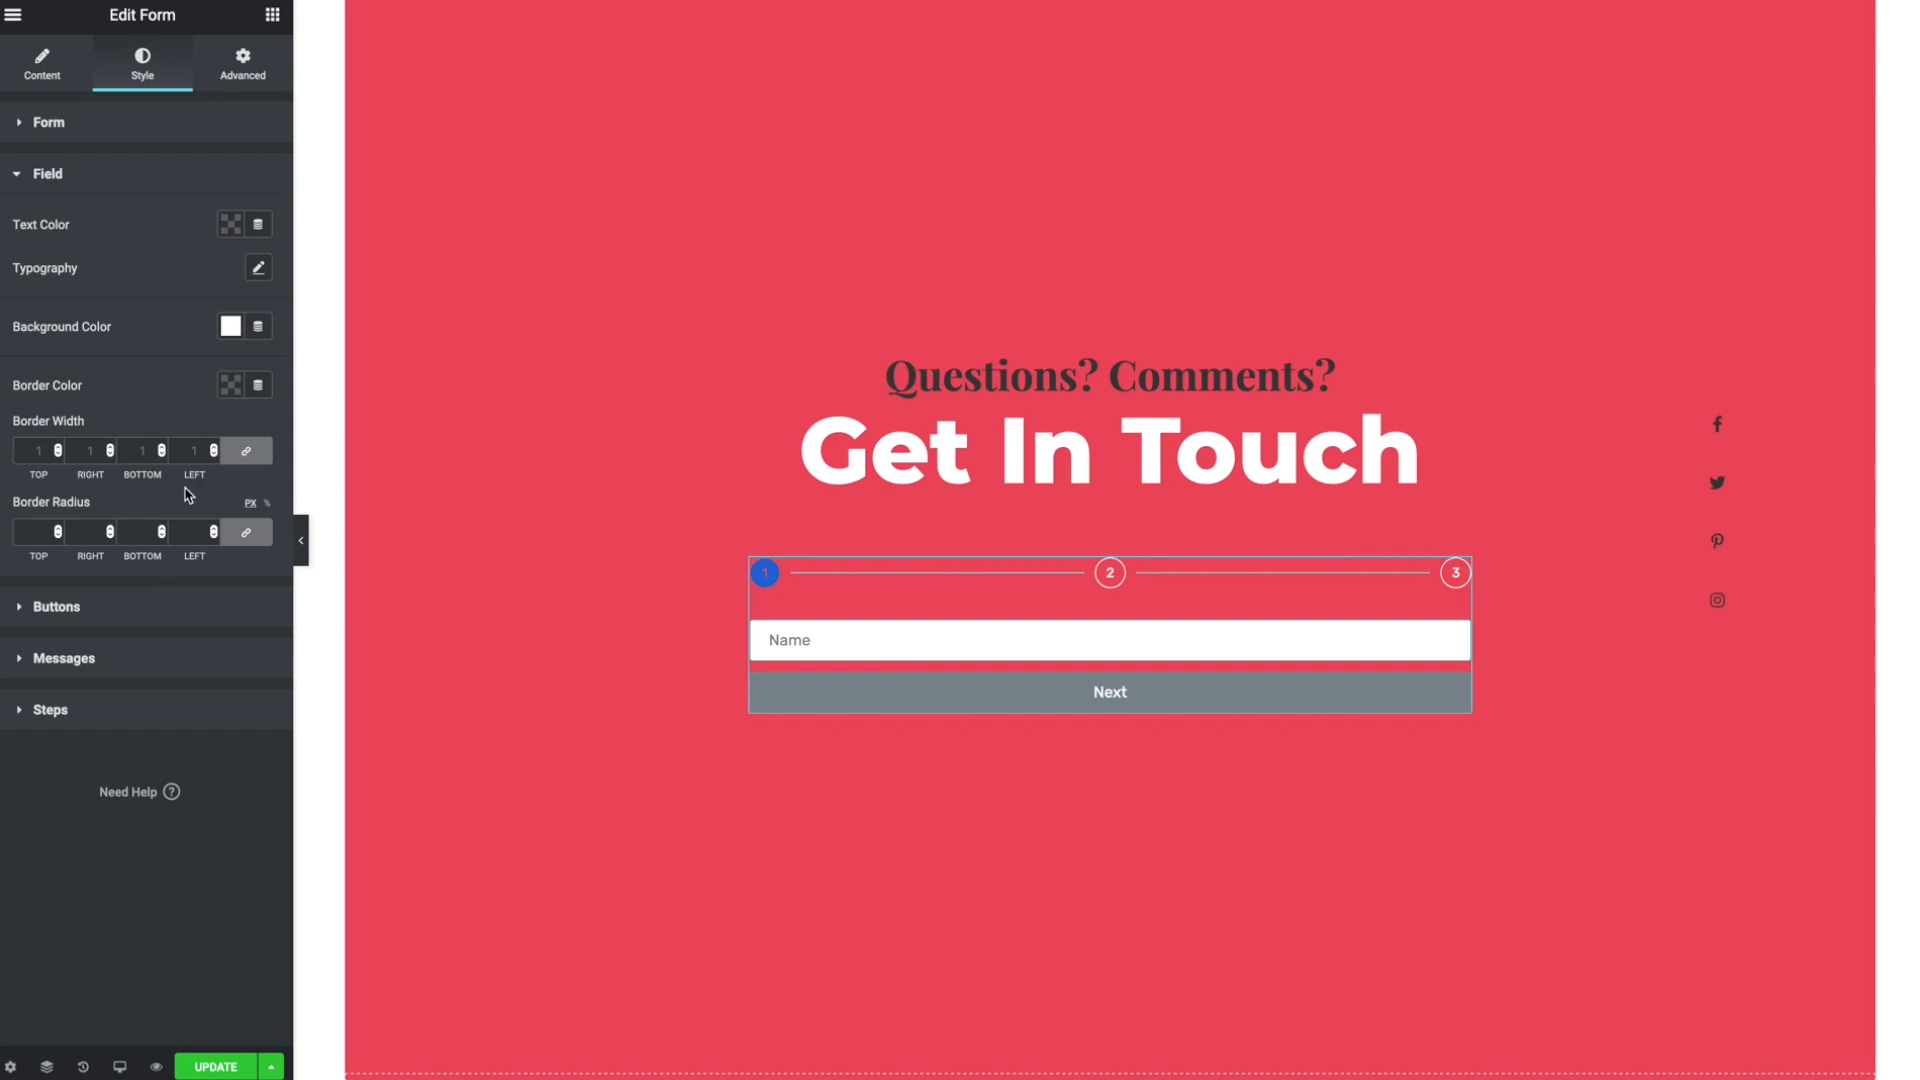 Edit Form
Content
Style
Advanced
Form
Field
Text Color
Typography
Background Color
Border Color
Border Width
1 1 1 1
TOP RIGHT BOTTOM LEFT
Border Radius PX %
TOP RIGHT BOTTOM LEFT
Buttons
Messages
Steps
Need Help ?
UPDATE
Questions? Comments?
Get In Touch
1 2 3
Name
Next